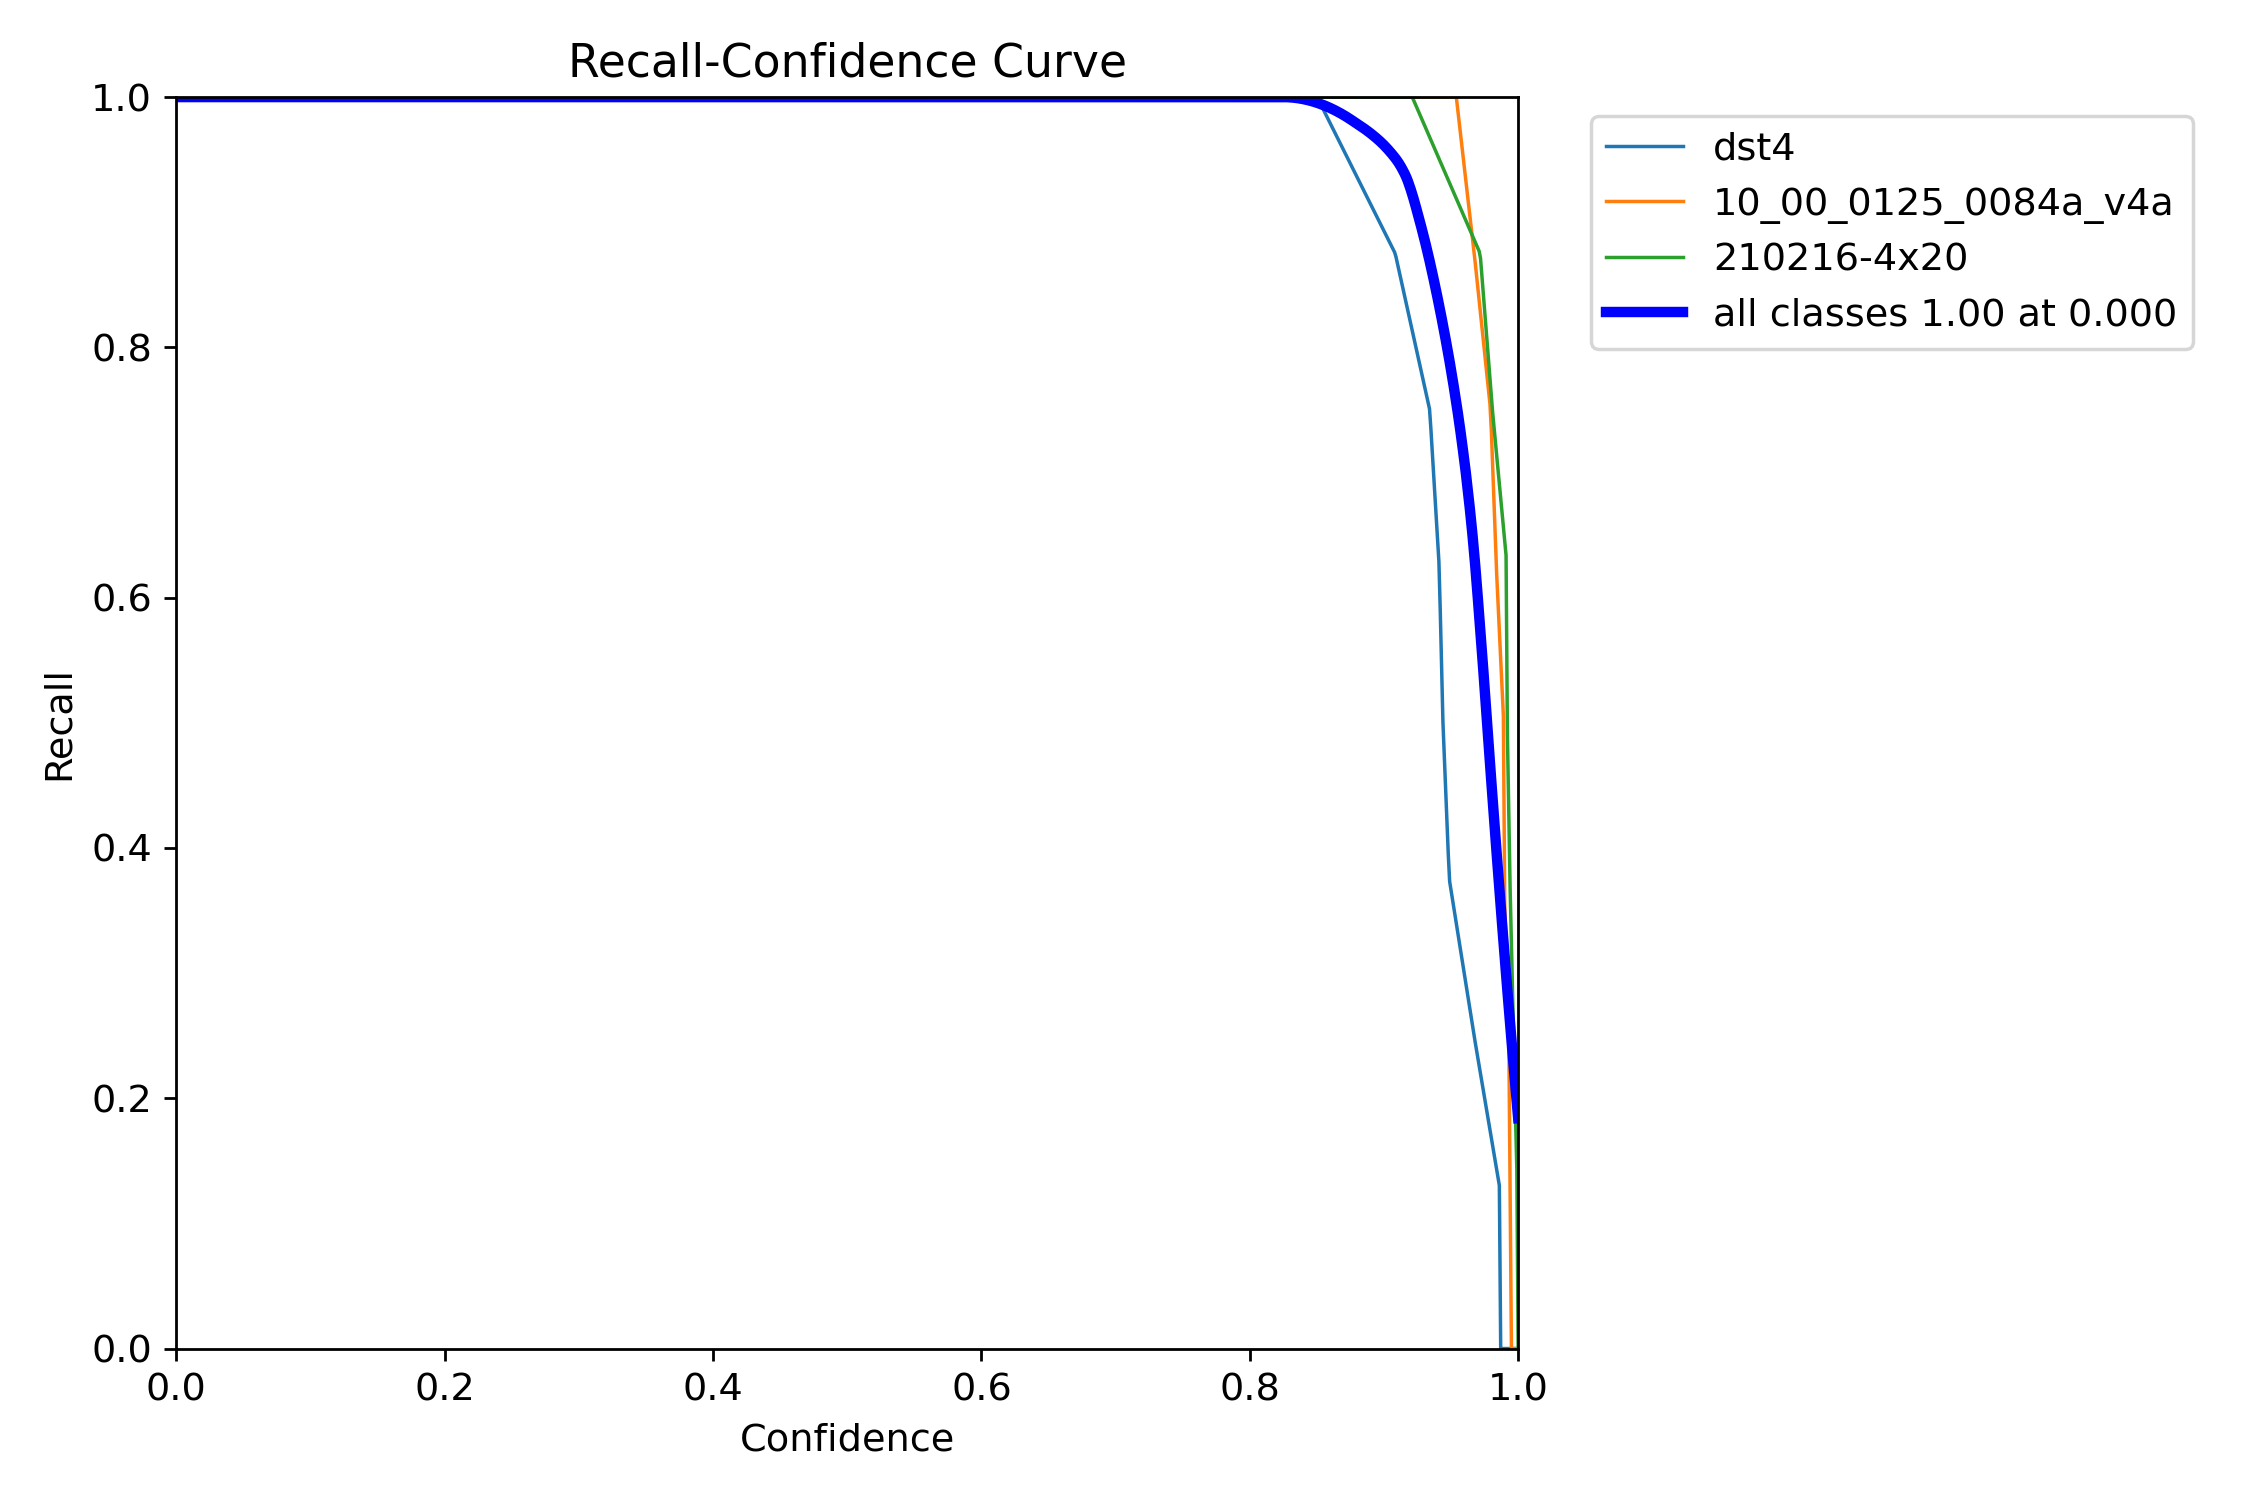 Recall-Confidence Curve
1.0
0.8
0.6
0.4
0.2
0.0
Recall
0.0 0.2 0.4 0.6 0.8 1.0
Confidence
dst4
10_00_0125_0084a_v4a
210216-4x20
all classes 1.00 at 0.000